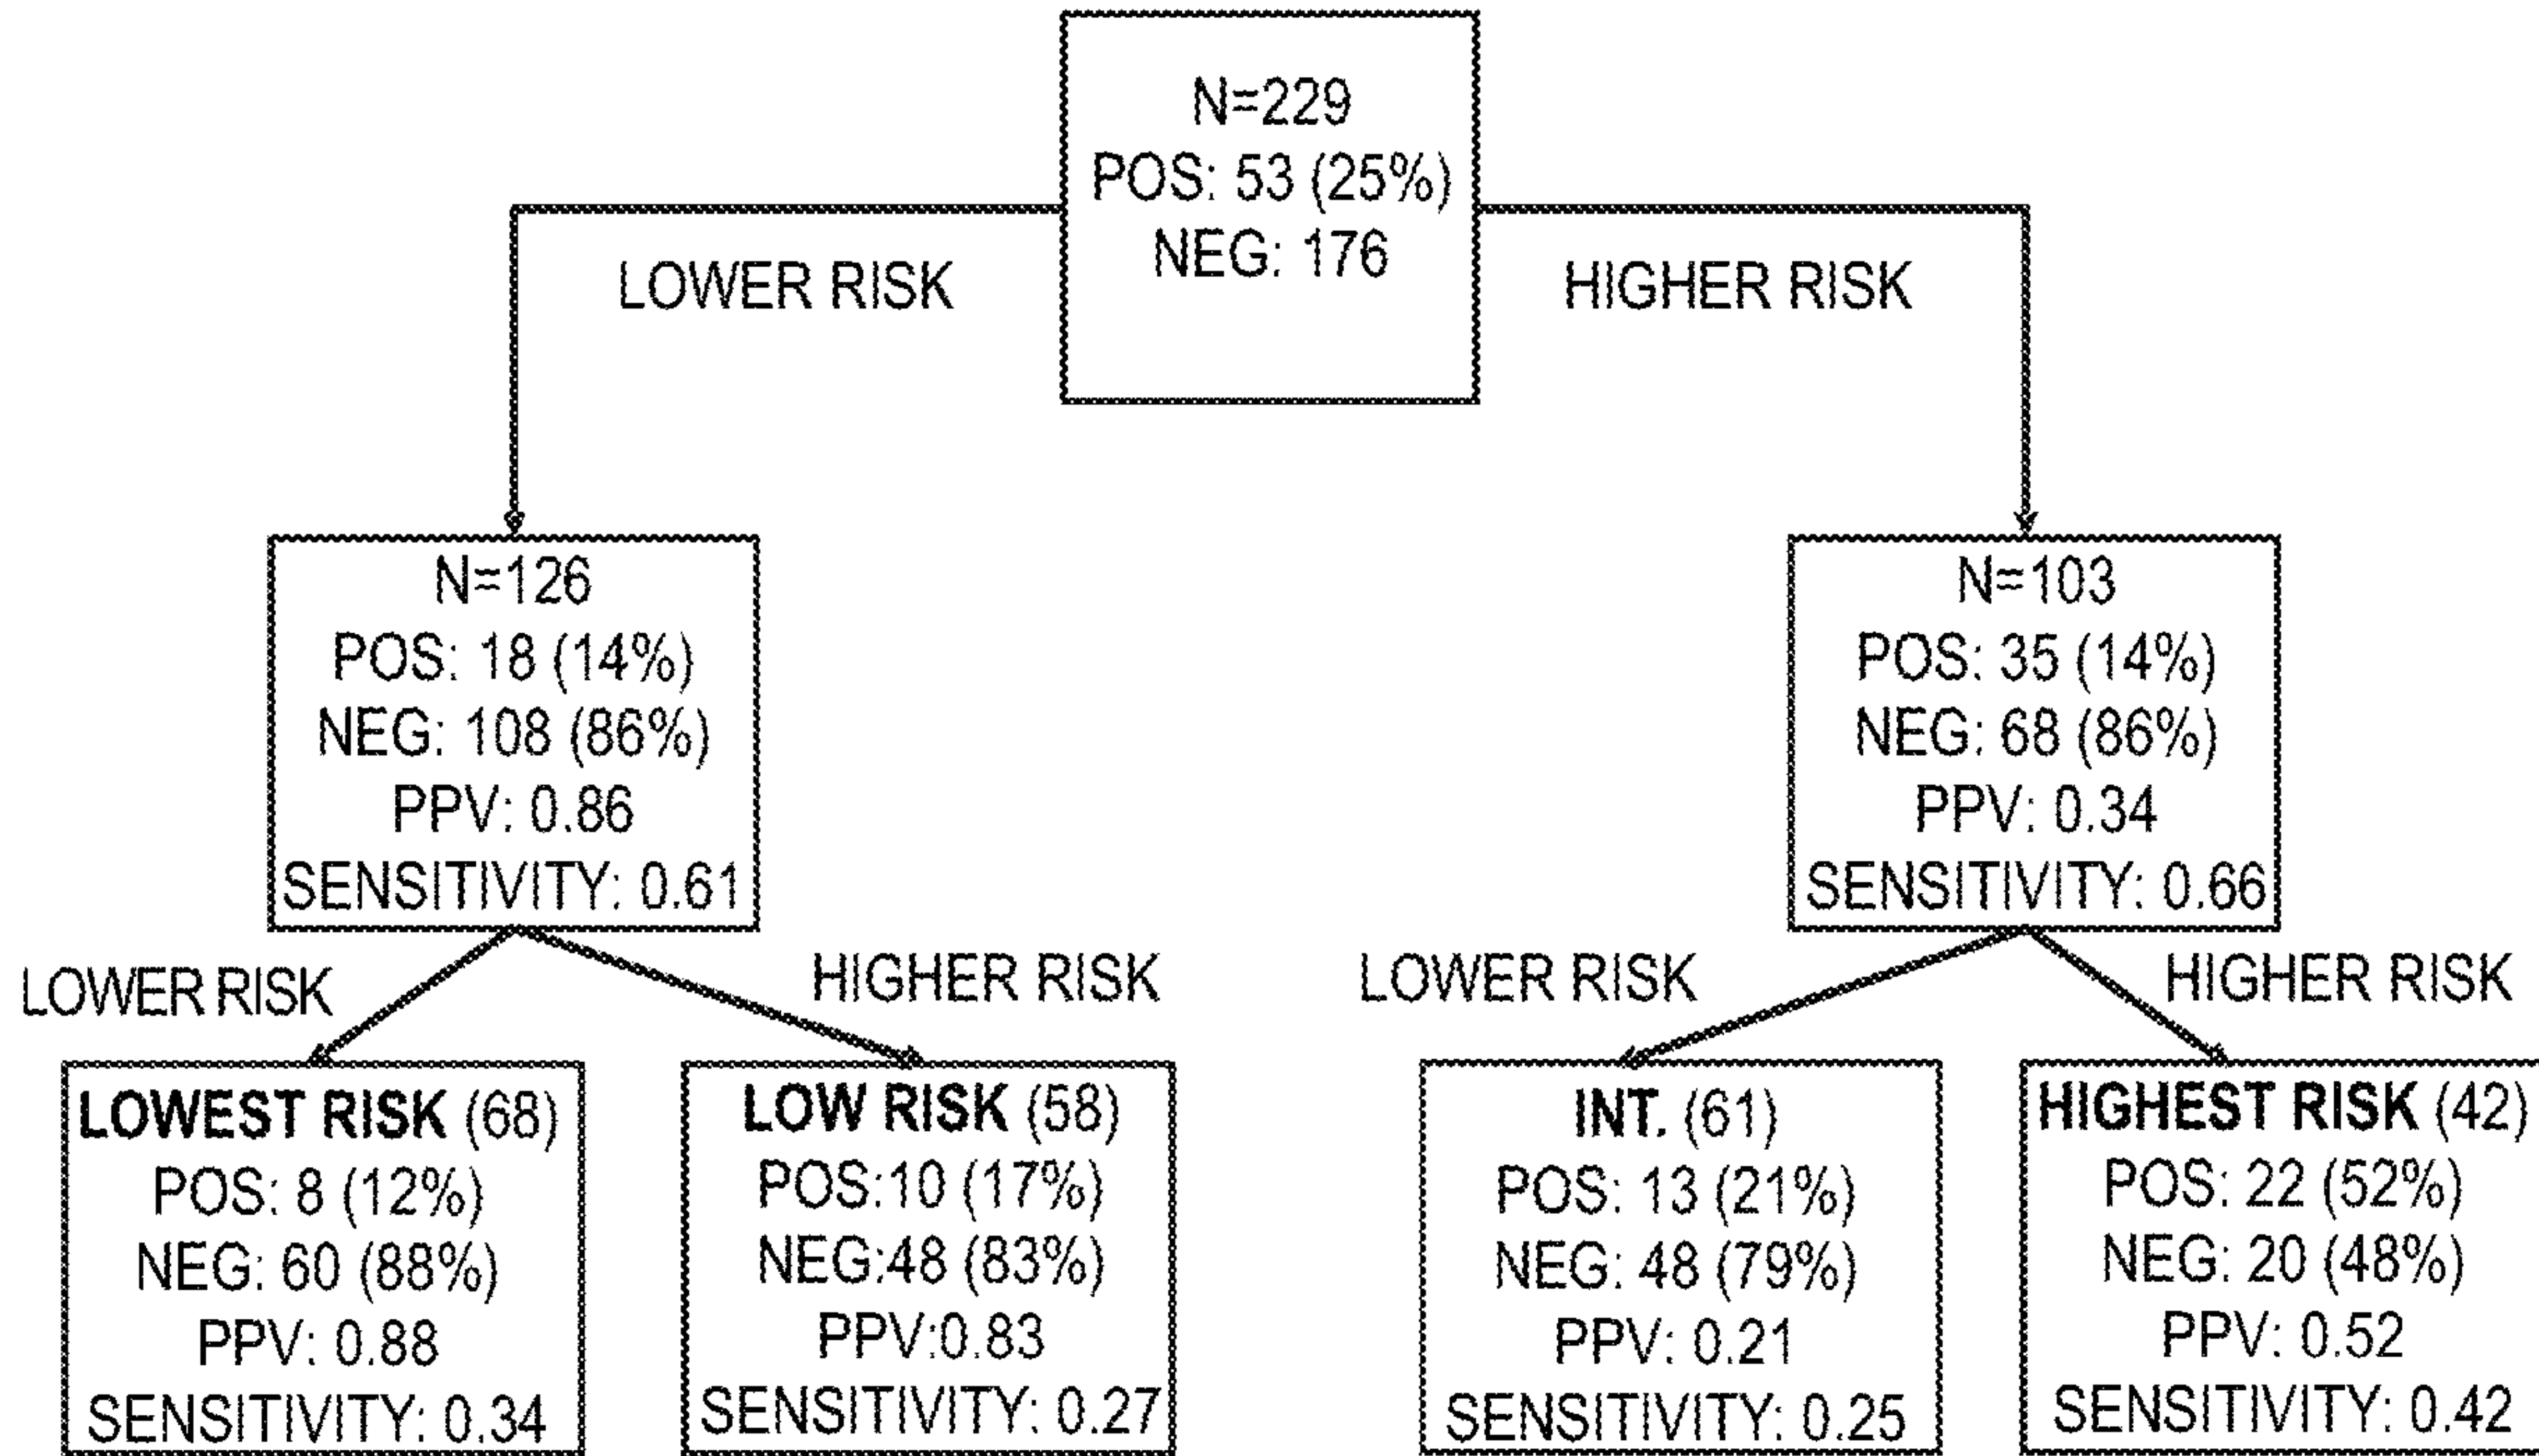 N=229
POS: 53 (25%)
NEG: 176
LOWER RISK
HIGHER RISK
N=126
POS: 18 (14%)
NEG: 108 (86%)
PPV: 0.86
SENSITIVITY: 0.61
N=103
POS: 35 (14%)
NEG: 68 (86%)
PPV: 0.34
SENSITIVITY: 0.66
LOWER RISK
HIGHER RISK
LOWER RISK
HIGHER RISK
LOWEST RISK (68)
POS: 8 (12%)
NEG: 60 (88%)
PPV: 0.88
SENSITIVITY: 0.34
LOW RISK (58)
POS:10 (17%)
NEG:48 (83%)
PPV:0.83
SENSITIVITY: 0.27
INT. (61)
POS: 13 (21%)
NEG: 48 (79%)
PPV: 0.21
SENSITIVITY: 0.25
HIGHEST RISK (42)
POS: 22 (52%)
NEG: 20 (48%)
PPV: 0.52
SENSITIVITY: 0.42